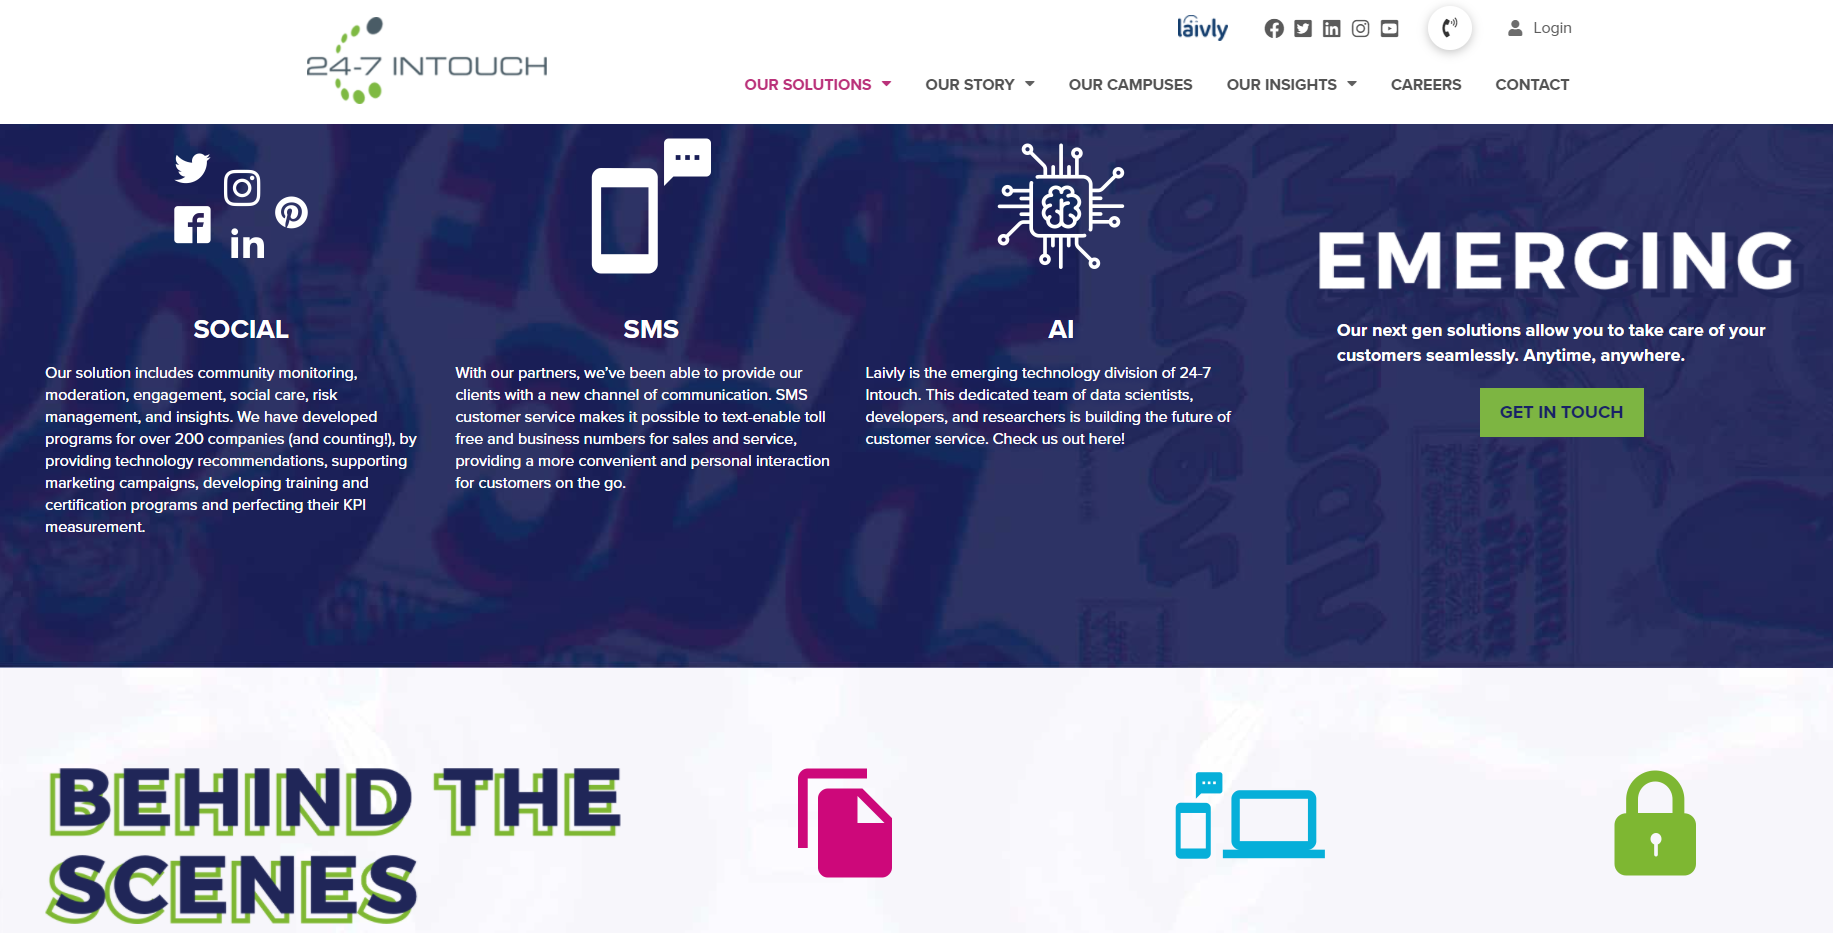 24-7 INTOUCH
laivly
Login
OUR SOLUTIONS
OUR STORY
OUR CAMPUSES
OUR INSIGHTS
CAREERS
CONTACT
SOCIAL
Our solution includes community monitoring,
moderation, engagement, social care, risk
management, and insights. We have developed
programs for over 200 companies (and counting!), by
providing technology recommendations, supporting
marketing campaigns, developing training and
certification programs and perfecting their KPI
measurement.
SMS
With our partners, we've been able to provide our
clients with a new channel of communication. SMS
customer service makes it possible to text-enable toll
free and business numbers for sales and service,
providing a more convenient and personal interaction
for customers on the go.
AI
Laivly is the emerging technology division of 24-7
Intouch. This dedicated team of data scientists,
developers, and researchers is building the future of
customer service. Check us out here!
EMERGING
Our next gen solutions allow you to take care of your
customers seamlessly. Anytime, anywhere.
GET IN TOUCH
BEHIND THE
SCENES